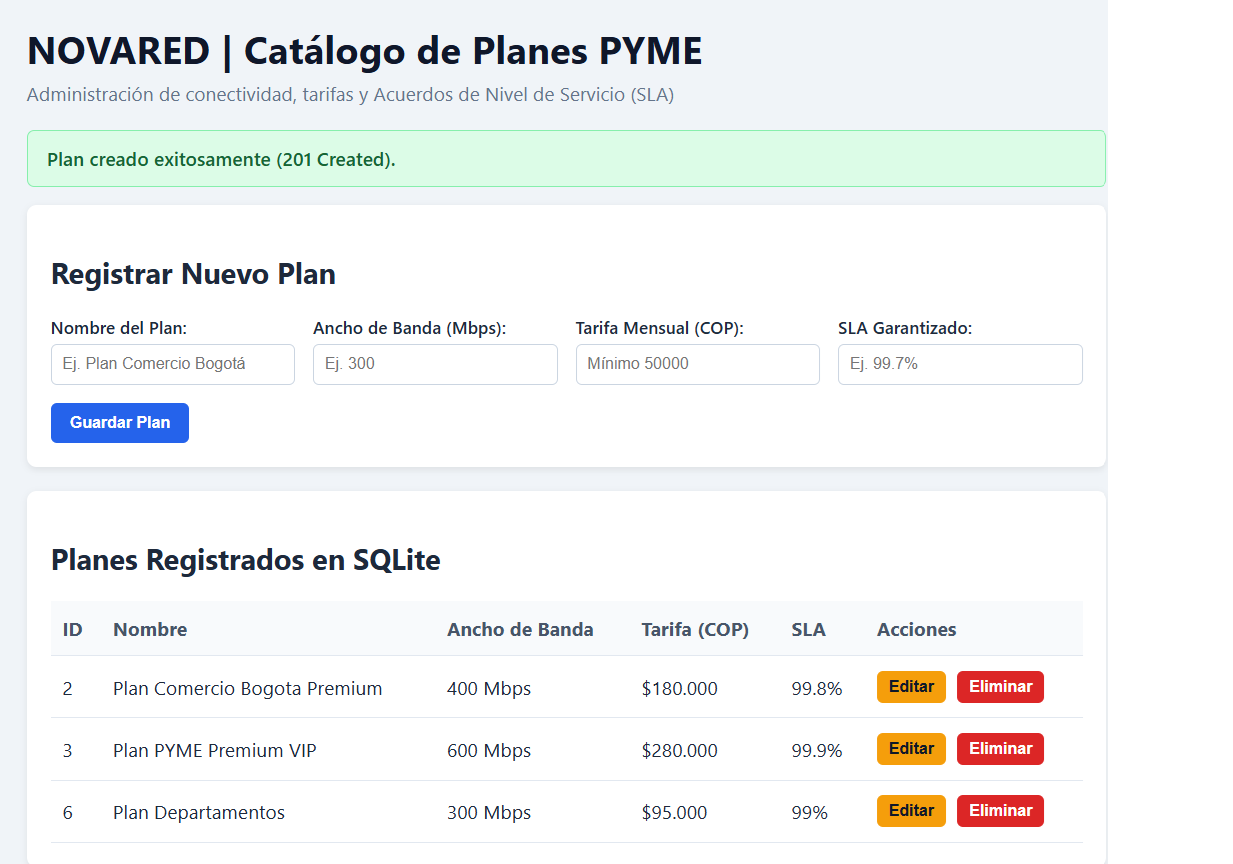 NOVARED | Catálogo de Planes PYME
Administración de conectividad, tarifas y Acuerdos de Nivel de Servicio (SLA)
Plan creado exitosamente (201 Created).
Registrar Nuevo Plan
Nombre del Plan: Ancho de Banda (Mbps): Tarifa Mensual (COP): SLA Garantizado:
Ej. Plan Comercio Bogotá Ej. 300 Mínimo 50000 Ej. 99.7%
Guardar Plan
Planes Registrados en SQLite
ID Nombre Ancho de Banda Tarifa (COP) SLA Acciones
2 Plan Comercio Bogota Premium 400 Mbps $180.000 99.8% Editar Eliminar
3 Plan PYME Premium VIP 600 Mbps $280.000 99.9% Editar Eliminar
6 Plan Departamentos 300 Mbps $95.000 99% Editar Eliminar